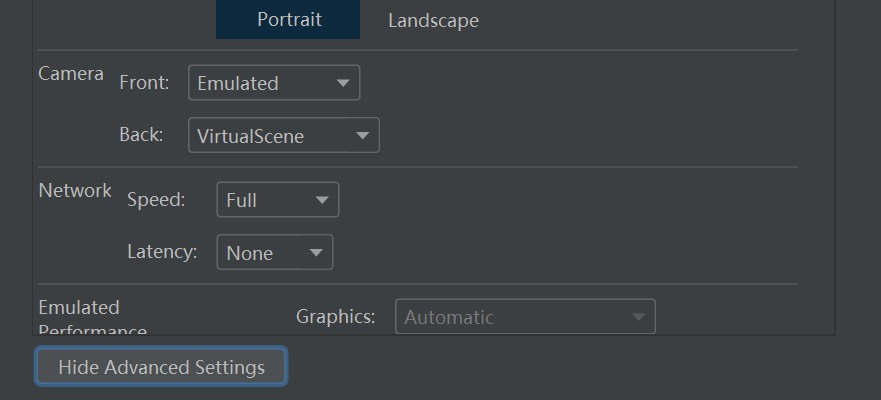 Portrait Landscape
Camera Front: Emulated
Back: VirtualScene
Network Speed: Full
Latency: None
Emulated
Performance
Graphics: Automatic
Hide Advanced Settings